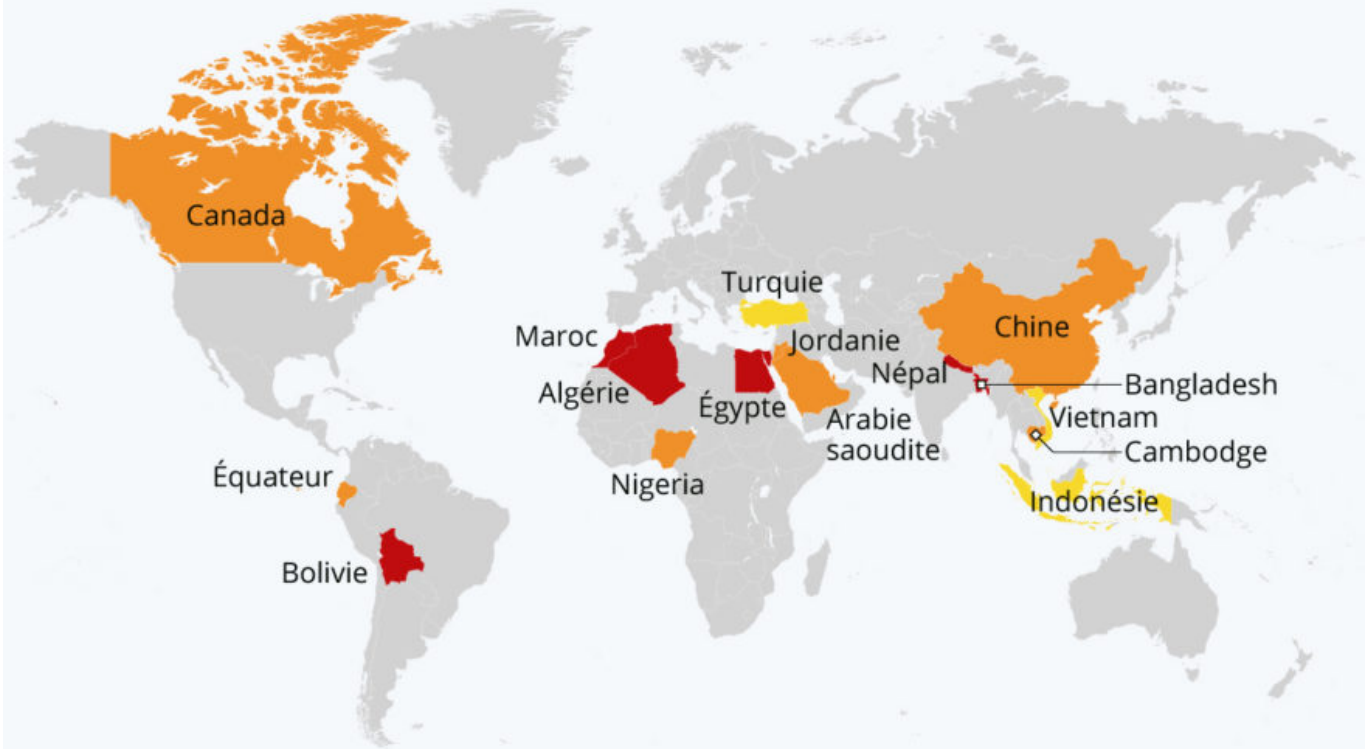 Canada
Turquie
Chine
Maroc
Jordanie
Népal
Bangladesh
Algérie
Égypte
Arabie
saoudite
Vietnam
Cambodge
Équateur
Nigeria
Indonésie
Bolivie